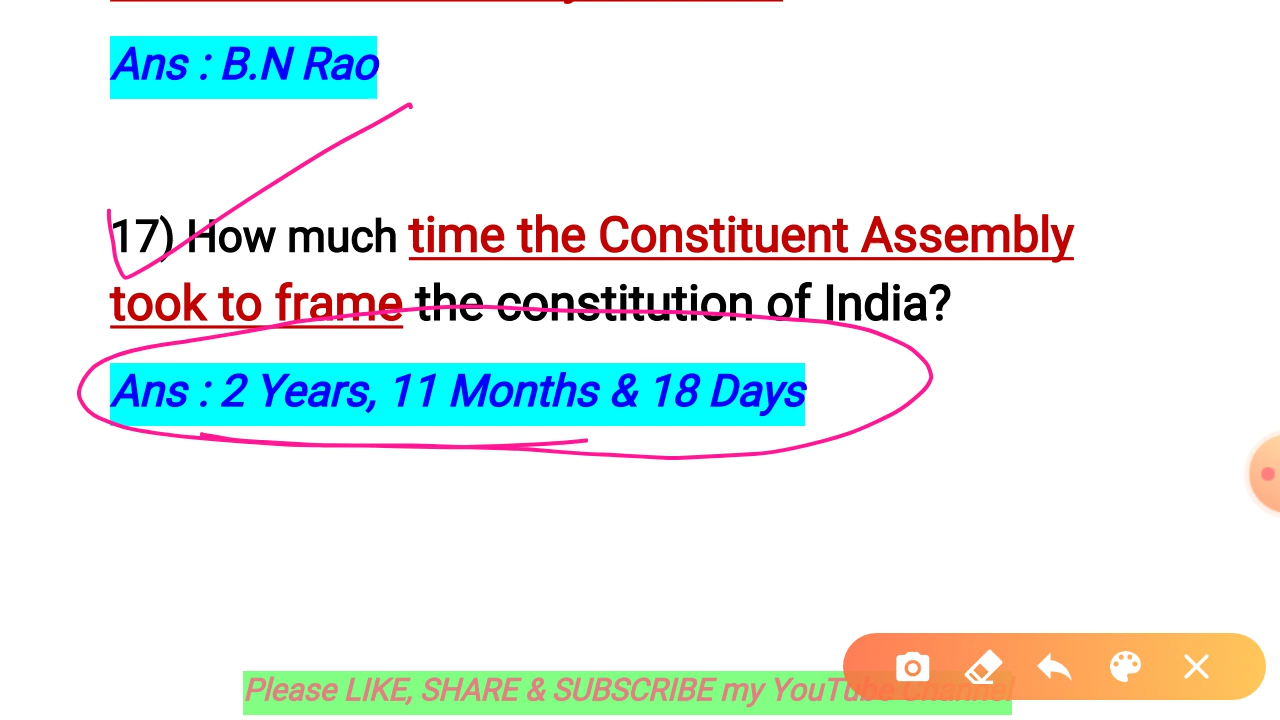 Ans : B.N Rao
17) How much time the Constituent Assembly
took to frame the constitution of India?
Ans : 2 Years, 11 Months & 18 Days
Please LIKE, SHARE & SUBSCRIBE my YouTube Channel